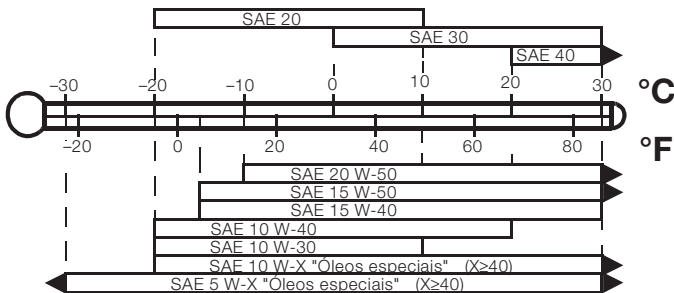 SAE 20
SAE 30
SAE 40
–30 –20 –10 0 10 20 30 °C
–20 0 20 40 60 80 °F
SAE 20 W-50
SAE 15 W-50
SAE 15 W-40
SAE 10 W-40
SAE 10 W-30
SAE 10 W-X "Óleos especiais" (X≥40)
SAE 5 W-X "Óleos especiais" (X≥40)